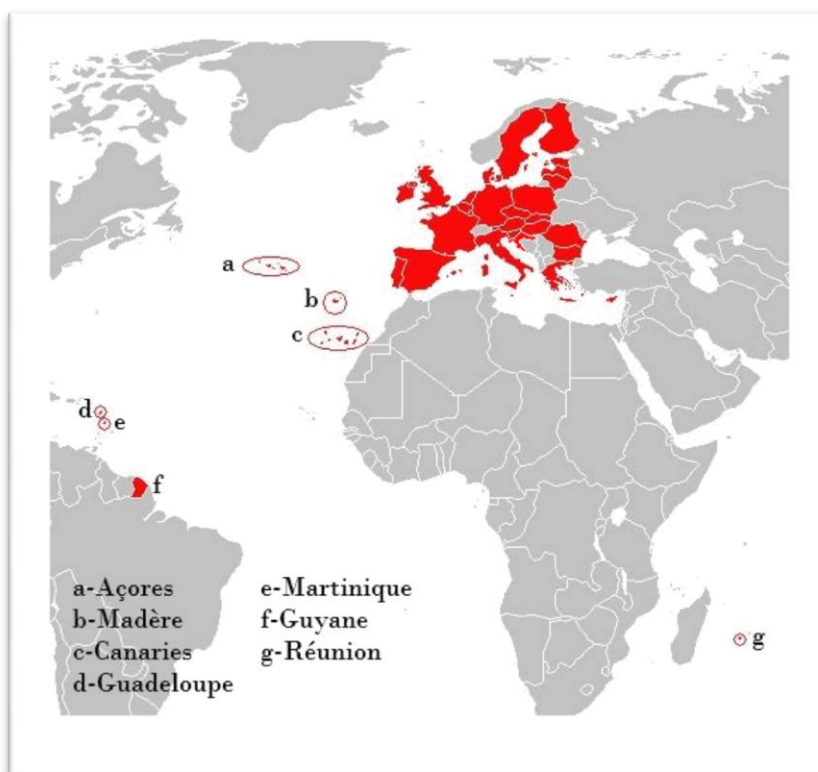 a
b
c
d
e
f
g
a-Açores
b-Madère
c-Canaries
d-Guadeloupe
e-Martinique
f-Guyane
g-Réunion